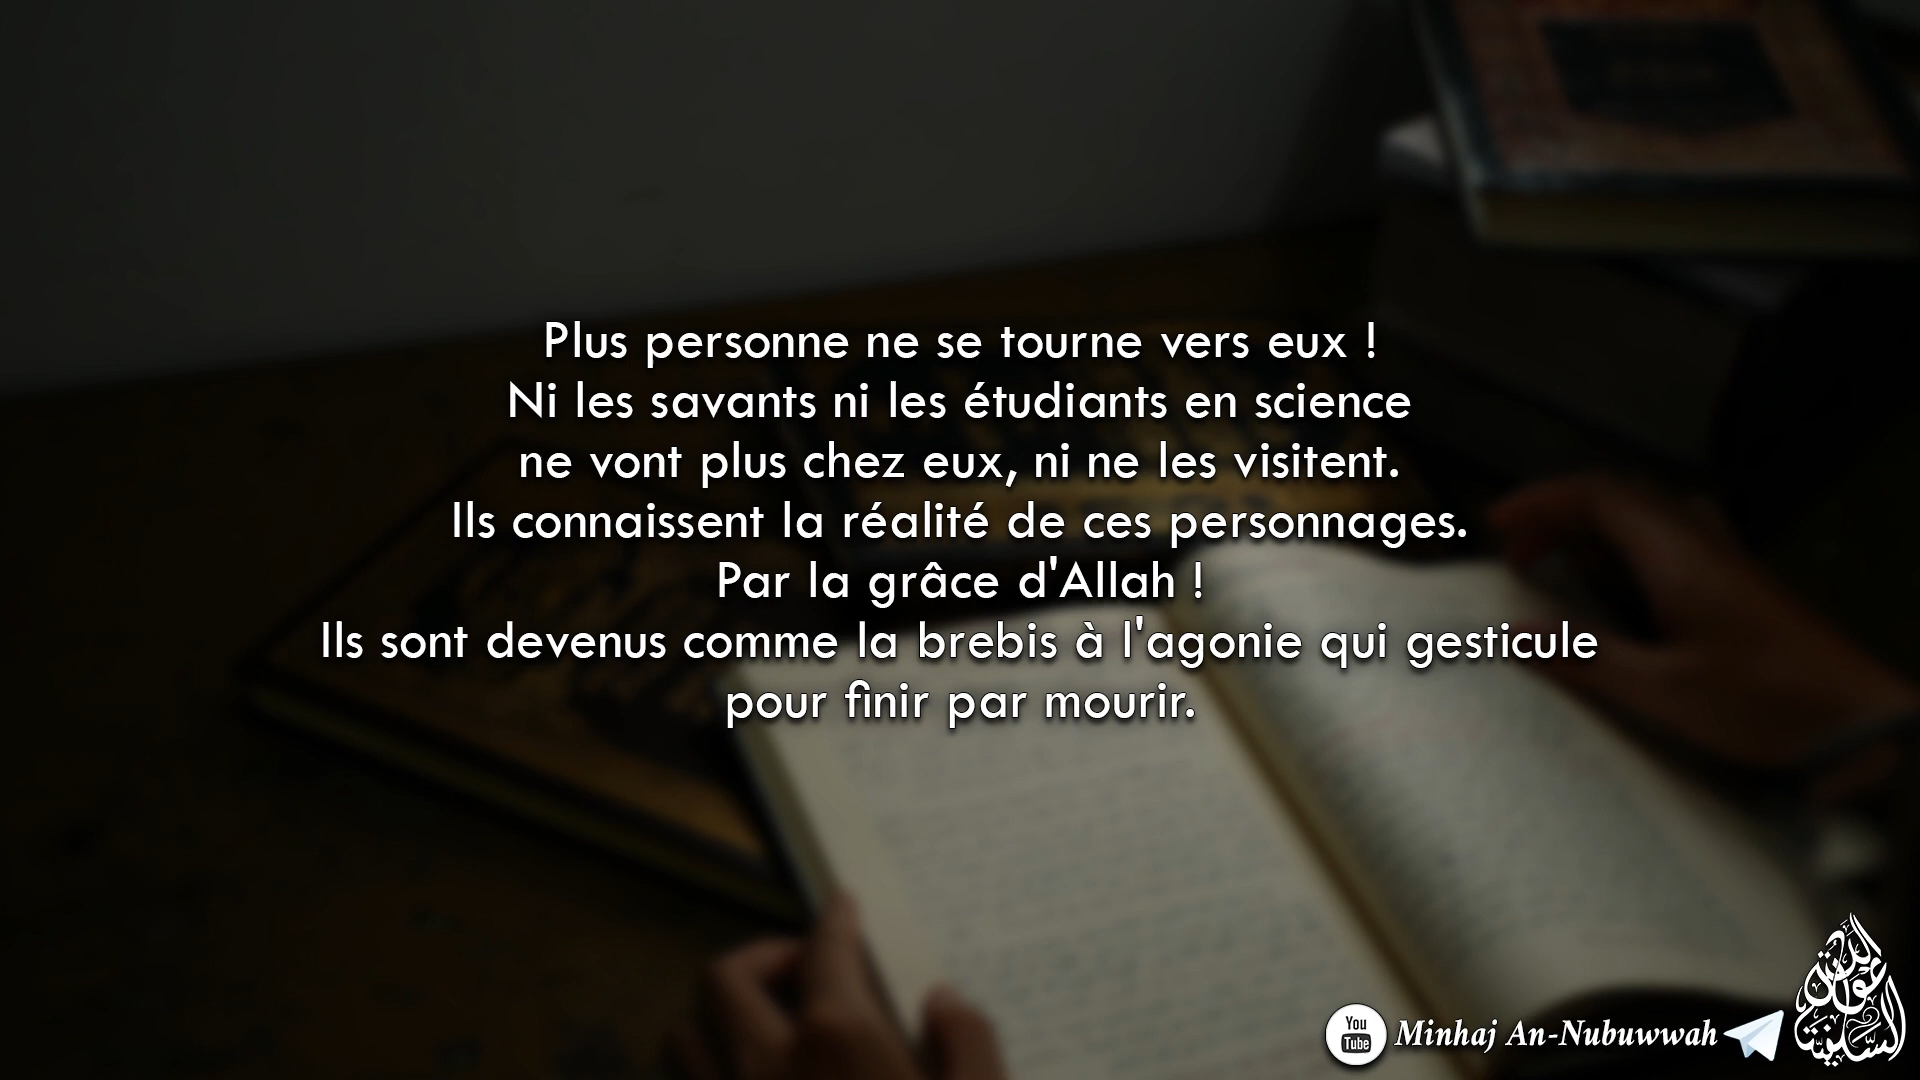 Plus personne ne se tourne vers eux !
Ni les savants ni les étudiants en science
ne vont plus chez eux, ni ne les visitent.
Ils connaissent la réalité de ces personnages.
Par la grâce d'Allah !
Ils sont devenus comme la brebis à l'agonie qui gesticule
pour finir par mourir.
You
Tube
Minhaj An-Nubuwwah